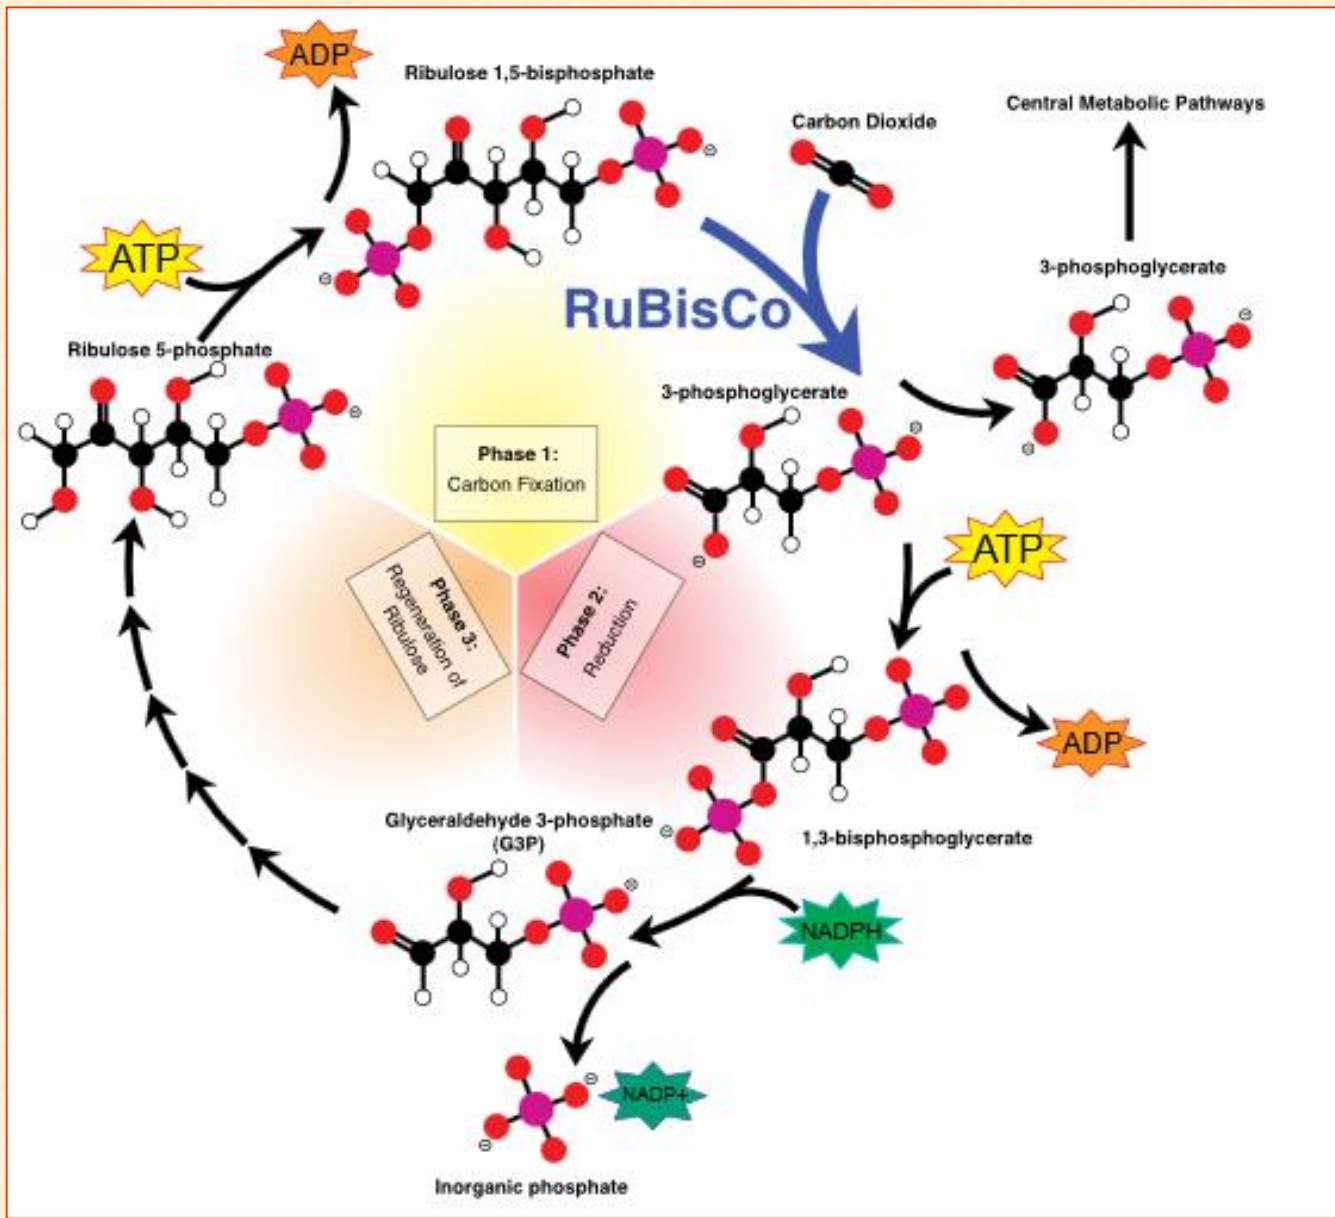 ADP
Ribulose 1,5-bisphosphate
Carbon Dioxide
Central Metabolic Pathways
ATP
RuBisCo
3-phosphoglycerate
Ribulose 5-phosphate
3-phosphoglycerate
Phase 1:
Carbon Fixation
ATP
Phase 3:
Regeneration of
Ribulose
Phase 2:
Reduction
ADP
Glyceraldehyde 3-phosphate
(G3P)
1,3-bisphosphoglycerate
NADPH
NADP+
Inorganic phosphate